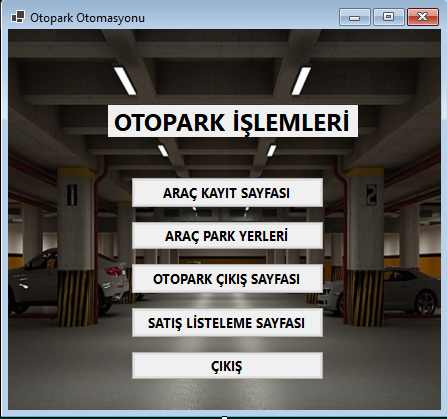 Otopark Otomasyonu
OTOPARK İŞLEMLERİ
ARAÇ KAYIT SAYFASI
ARAÇ PARK YERLERİ
OTOPARK ÇIKIŞ SAYFASI
SATIŞ LİSTELEME SAYFASI
ÇIKIŞ
1
2